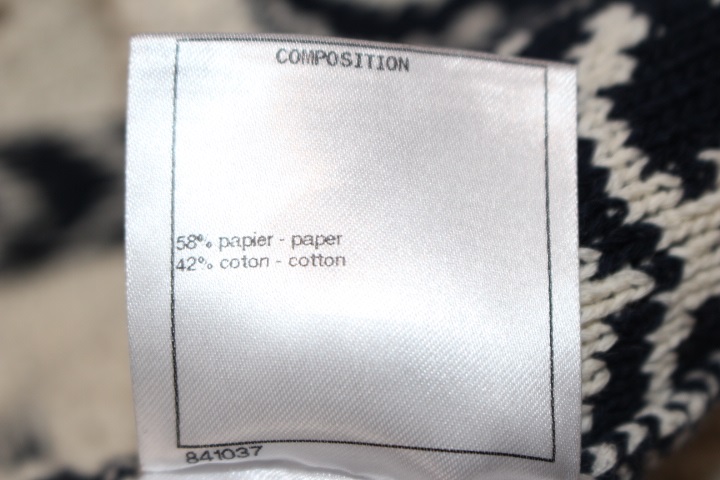 COMPOSITION
58% papier - paper
42% coton - cotton
841037